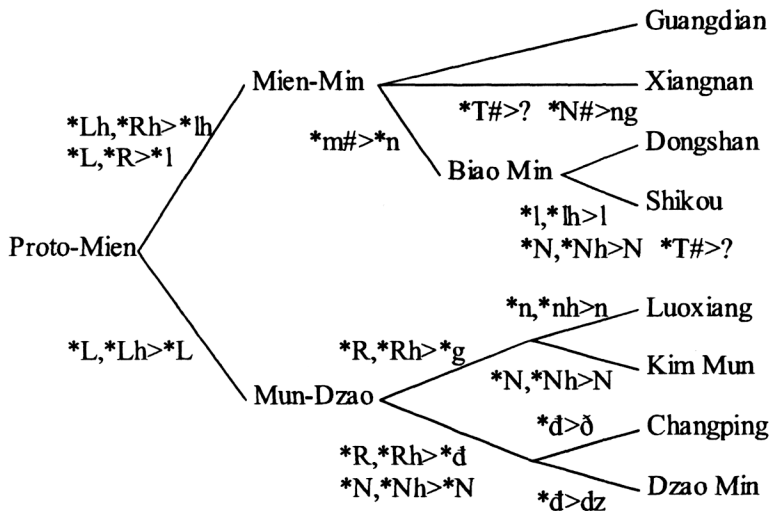 Guangdian
Mien-Min
Xiangnan
*Lh,*Rh>*lh
*T#>? *N#>ng
*L,*R>*l
*m#>*n
Dongshan
Biao Min
Shikou
*l,*lh>l
Proto-Mien
*N,*Nh>N *T#>?
*n,*nh>n
Luoxiang
*L,*Lh>*L
*R,*Rh>*g
Kim Mun
*N,*Nh>N
Mun-Dzao
*đ>ð
Changping
*R,*Rh>*đ
*N,*Nh>*N
Dzao Min
*đ>dz